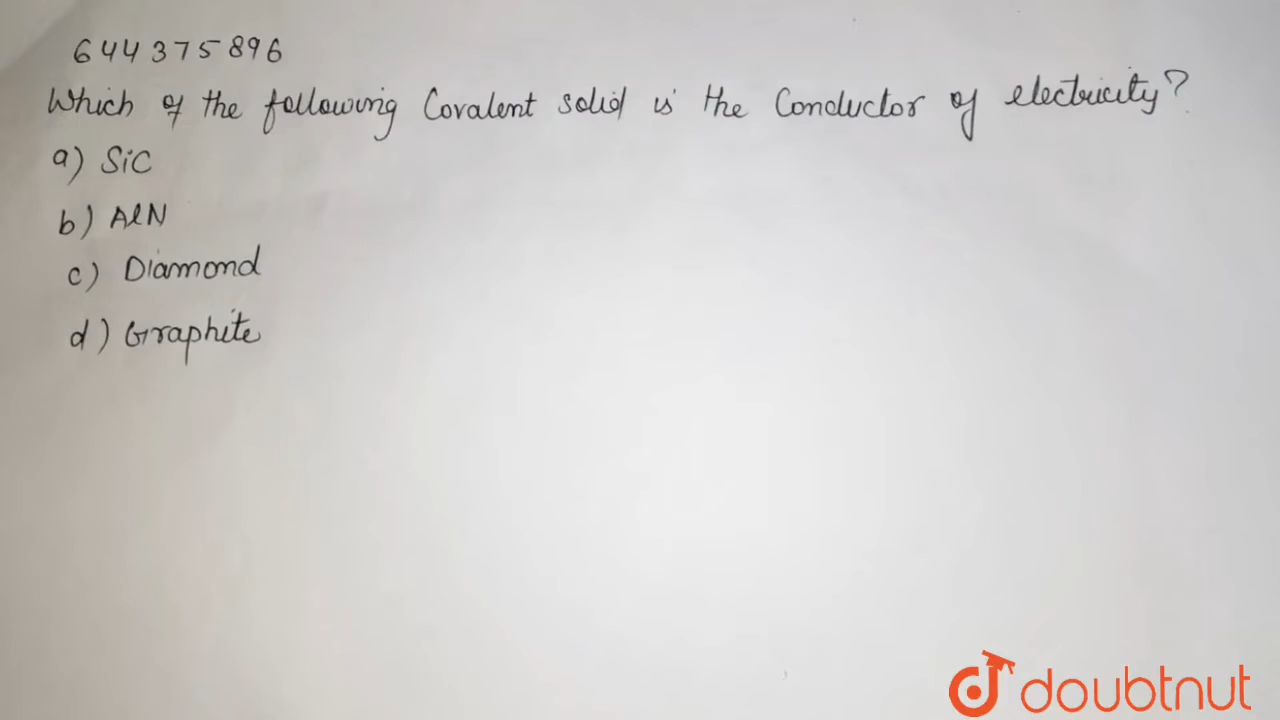 644375896
Which of the following Covalent solid is the Conductor of electricity?
a) SiC
b) AlN
c) Diamond
d) Graphite
doubtnut